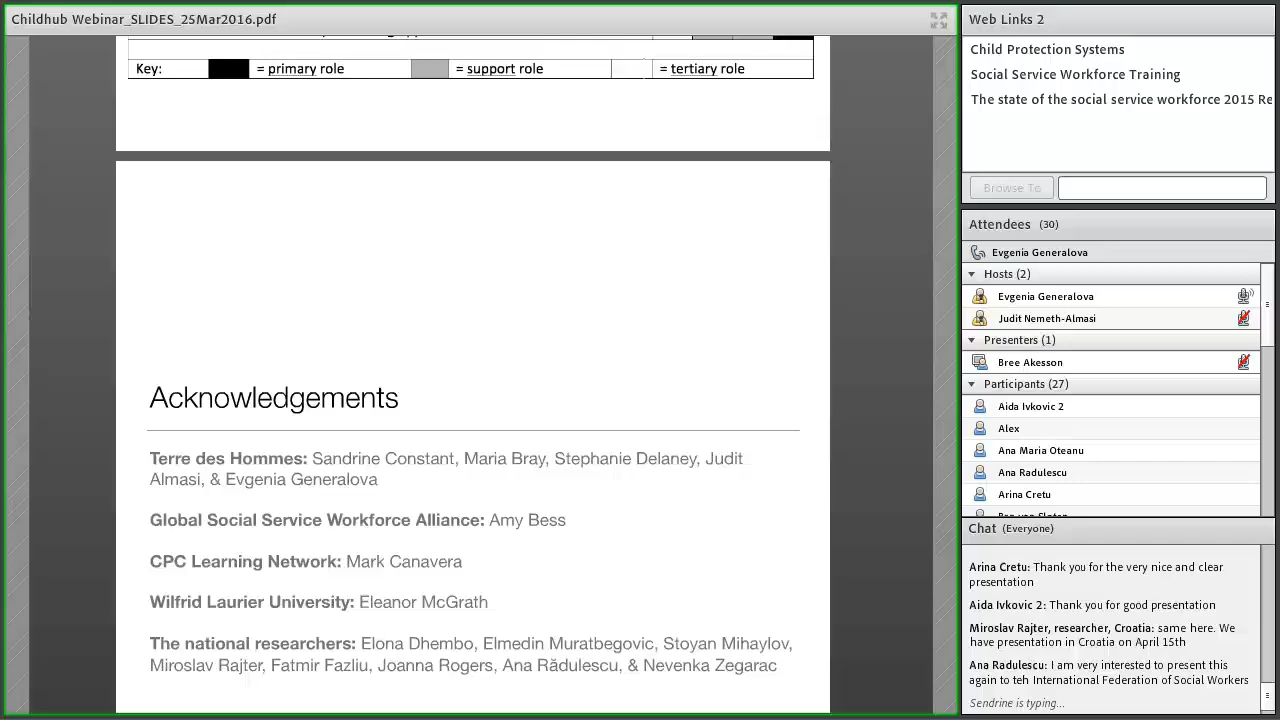 Childhub Webinar_SLIDES_25Mar2016.pdf
Key:
= primary role
= support role
= tertiary role
Acknowledgements
Terre des Hommes: Sandrine Constant, Maria Bray, Stephanie Delaney, Judit
Almasi, & Evgenia Generalova
Global Social Service Workforce Alliance: Amy Bess
CPC Learning Network: Mark Canavera
Wilfrid Laurier University: Eleanor McGrath
The national researchers: Elona Dhembo, Elmedin Muratbegovic, Stoyan Mihaylov,
Miroslav Rajter, Fatmir Fazliu, Joanna Rogers, Ana Rădulescu, & Nevenka Zegarac
Web Links 2
Child Protection Systems
Social Service Workforce Training
The state of the social service workforce 2015 Re
Browse To
Attendees (30)
Evgenia Generalova
Hosts (2)
Evgenia Generalova
Judit Nemeth-Almasi
Presenters (1)
Bree Akesson
Participants (27)
Aida Ivkovic 2
Alex
Ana Maria Oteanu
Ana Radulescu
Arina Cretu
Chat (Everyone)
Arina Cretu: Thank you for the very nice and clear
presentation
Aida Ivkovic 2: Thank you for good presentation
Miroslav Rajter, researcher, Croatia: same here. We
have presentation in Croatia on April 15th
Ana Radulescu: I am very interested to present this
again to teh International Federation of Social Workers
Sendrine is typing...